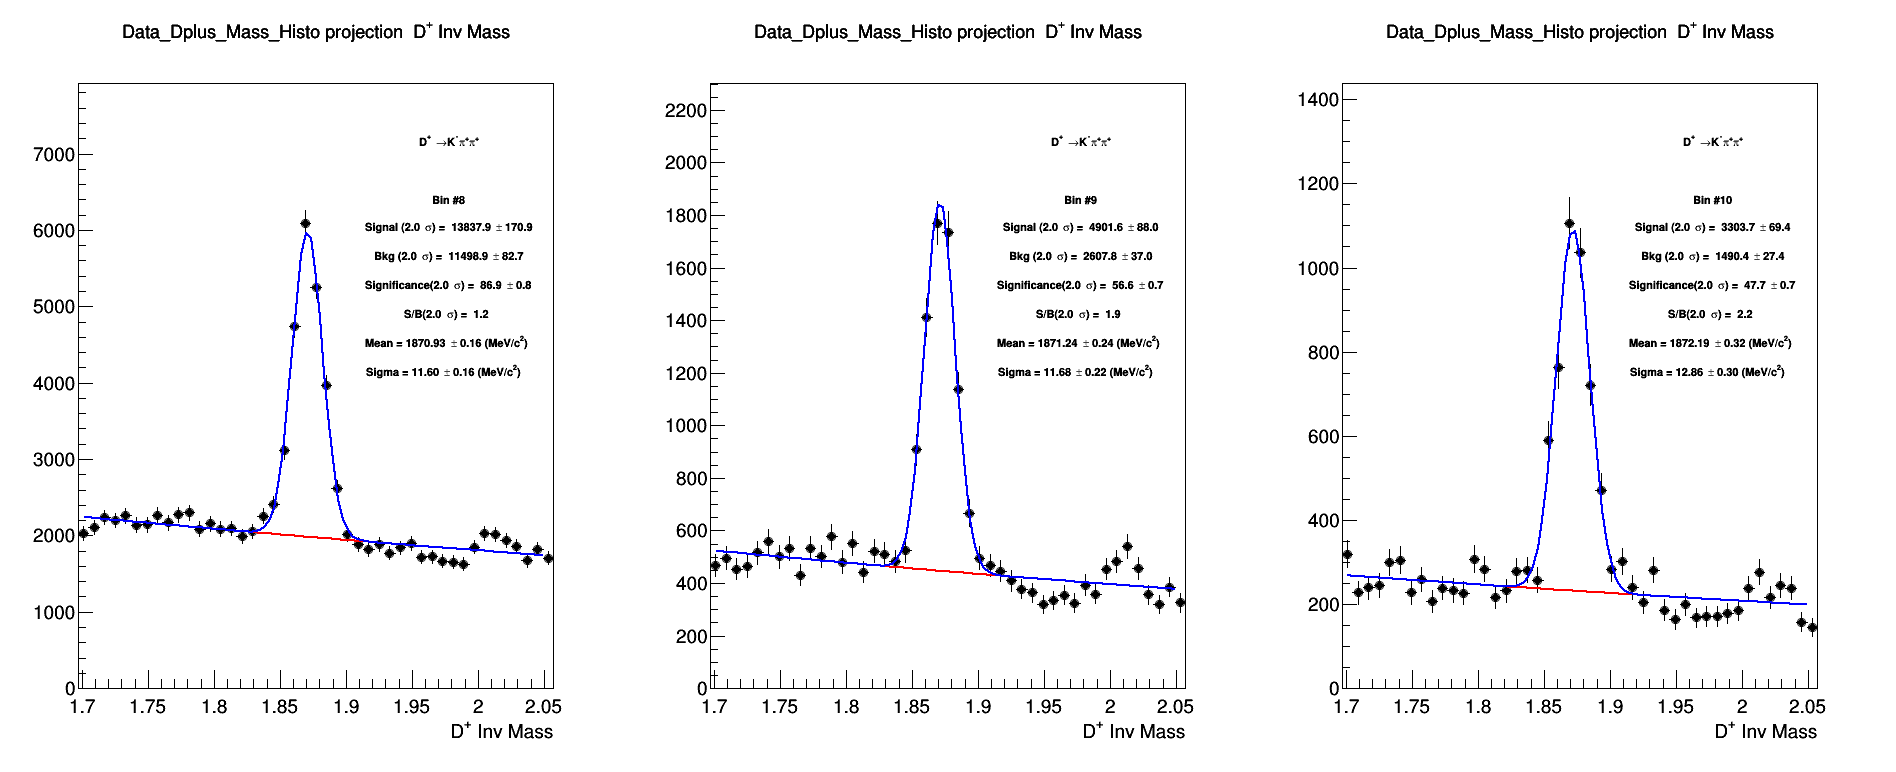 Data_Dplus_Mass_Histo projection D+ Inv Mass
7000
6000
5000
4000
3000
2000
1000
0
D+ →K-π+π+
Bin #8
Signal (2.0 σ) = 13837.9 ± 170.9
Bkg (2.0 σ) = 11498.9 ± 82.7
Significance(2.0 σ) = 86.9 ± 0.8
S/B(2.0 σ) = 1.2
Mean = 1870.93 ± 0.16 (MeV/c2)
Sigma = 11.60 ± 0.16 (MeV/c2)
1.7 1.75 1.8 1.85 1.9 1.95 2 2.05
D+ Inv Mass
Data_Dplus_Mass_Histo projection D+ Inv Mass
2200
2000
1800
1600
1400
1200
1000
800
600
400
200
0
D+ →K-π+π+
Bin #9
Signal (2.0 σ) = 4901.6 ± 88.0
Bkg (2.0 σ) = 2607.8 ± 37.0
Significance(2.0 σ) = 56.6 ± 0.7
S/B(2.0 σ) = 1.9
Mean = 1871.24 ± 0.24 (MeV/c2)
Sigma = 11.68 ± 0.22 (MeV/c2)
1.7 1.75 1.8 1.85 1.9 1.95 2 2.05
D+ Inv Mass
Data_Dplus_Mass_Histo projection D+ Inv Mass
1400
1200
1000
800
600
400
200
0
D+ →K-π+π+
Bin #10
Signal (2.0 σ) = 3303.7 ± 69.4
Bkg (2.0 σ) = 1490.4 ± 27.4
Significance(2.0 σ) = 47.7 ± 0.7
S/B(2.0 σ) = 2.2
Mean = 1872.19 ± 0.32 (MeV/c2)
Sigma = 12.86 ± 0.30 (MeV/c2)
1.7 1.75 1.8 1.85 1.9 1.95 2 2.05
D+ Inv Mass